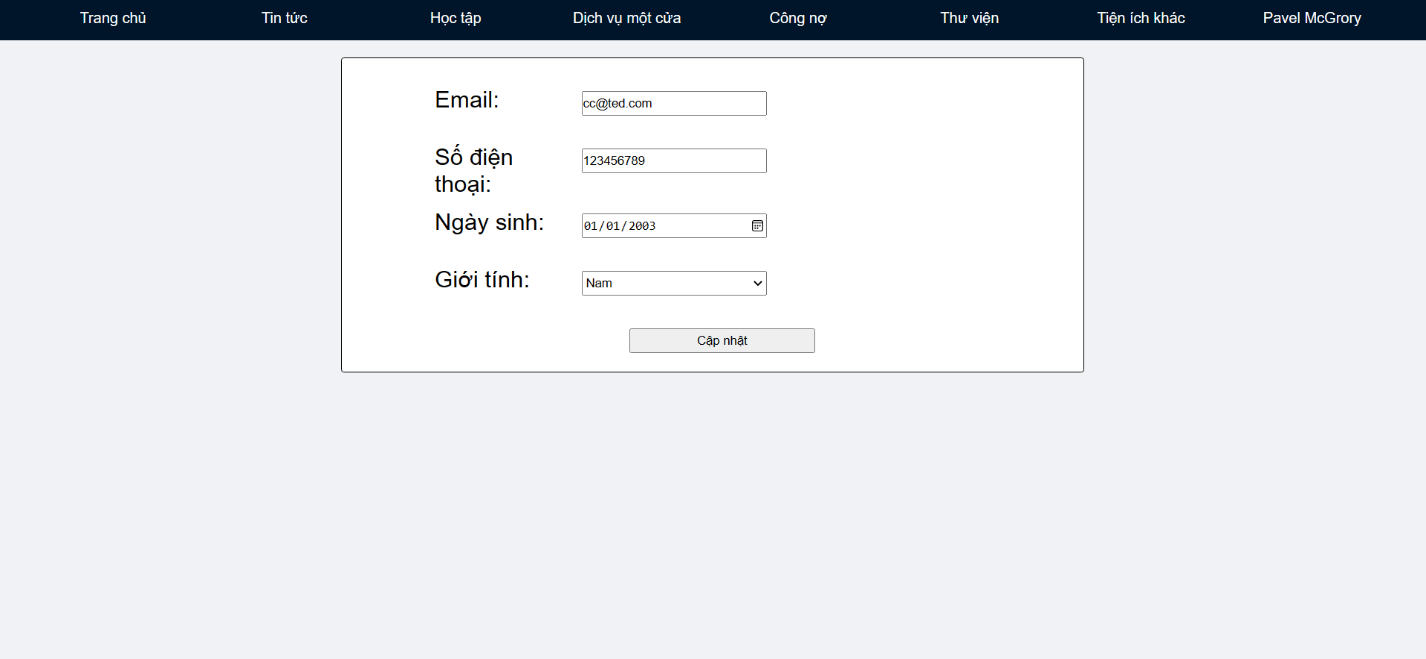 Trang chủ Tin tức Học tập Dịch vụ một cửa Công nợ Thư viện Tiện ích khác Pavel McGrory
Email: cc@ted.com
Số điện thoại: 123456789
Ngày sinh: 01/01/2003
Giới tính: Nam
Cập nhật